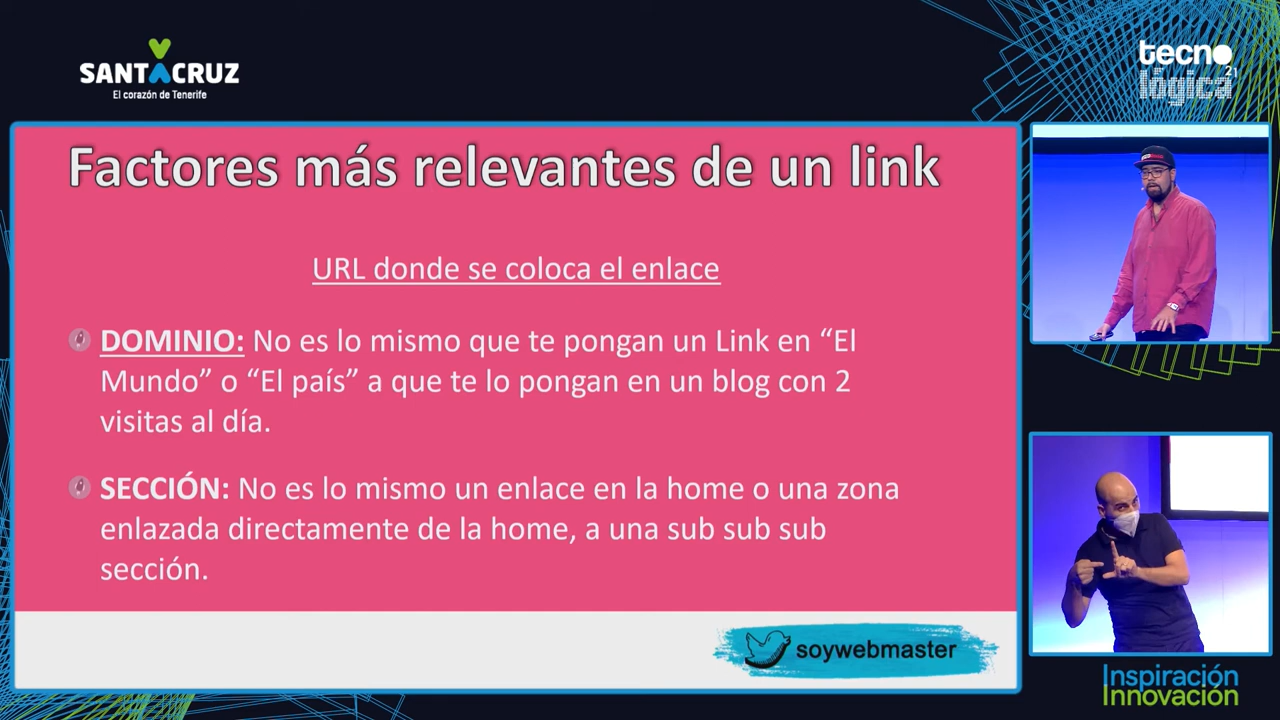 SANTACRUZ
El corazón de Tenerife
tecno
lógica
21
Factores más relevantes de un link
URL donde se coloca el enlace
DOMINIO: No es lo mismo que te pongan un Link en “El
Mundo” o “El país” a que te lo pongan en un blog con 2
visitas al día.
SECCIÓN: No es lo mismo un enlace en la home o una zona
enlazada directamente de la home, a una sub sub sub
sección.
soywebmaster
Inspiración
Innovación